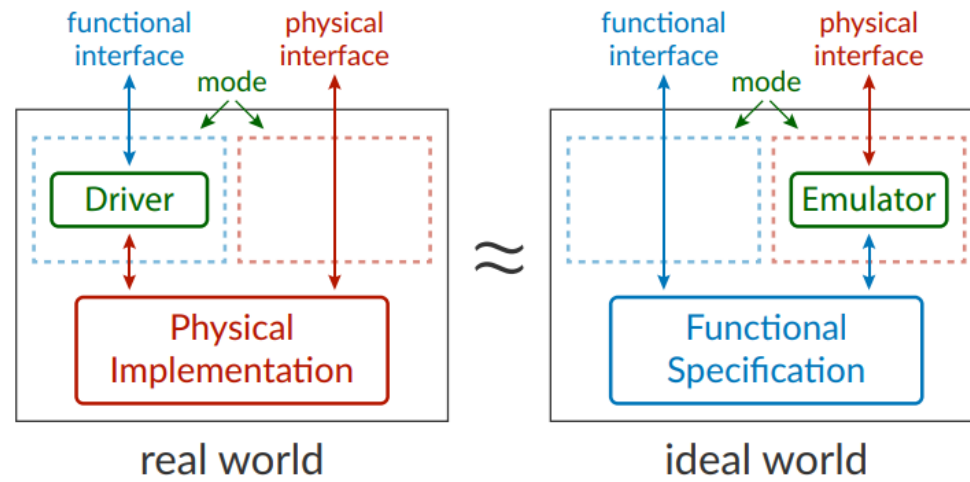 functional
interface
physical
interface
mode
Driver
Physical
Implementation
real world
≈
functional
interface
physical
interface
mode
Emulator
Functional
Specification
ideal world